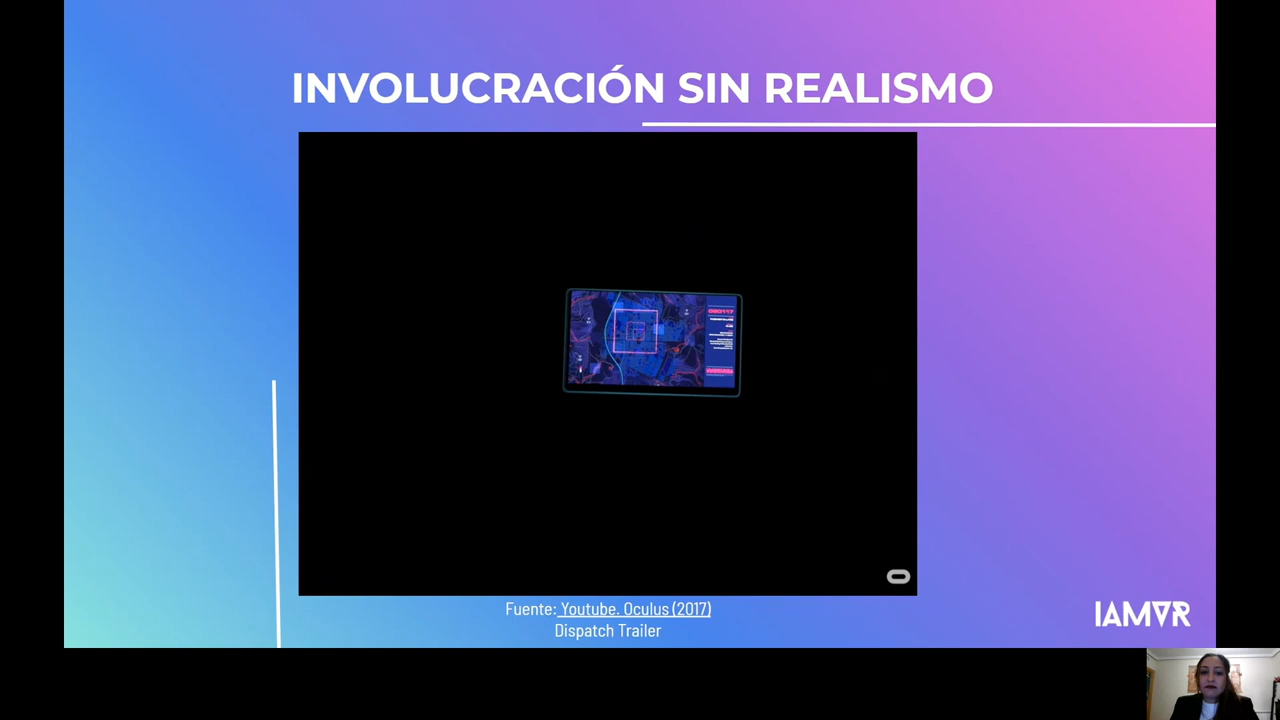 INVOLUCRACIÓN SIN REALISMO
Fuente: Youtube. Oculus (2017)
Dispatch Trailer
IAMVR